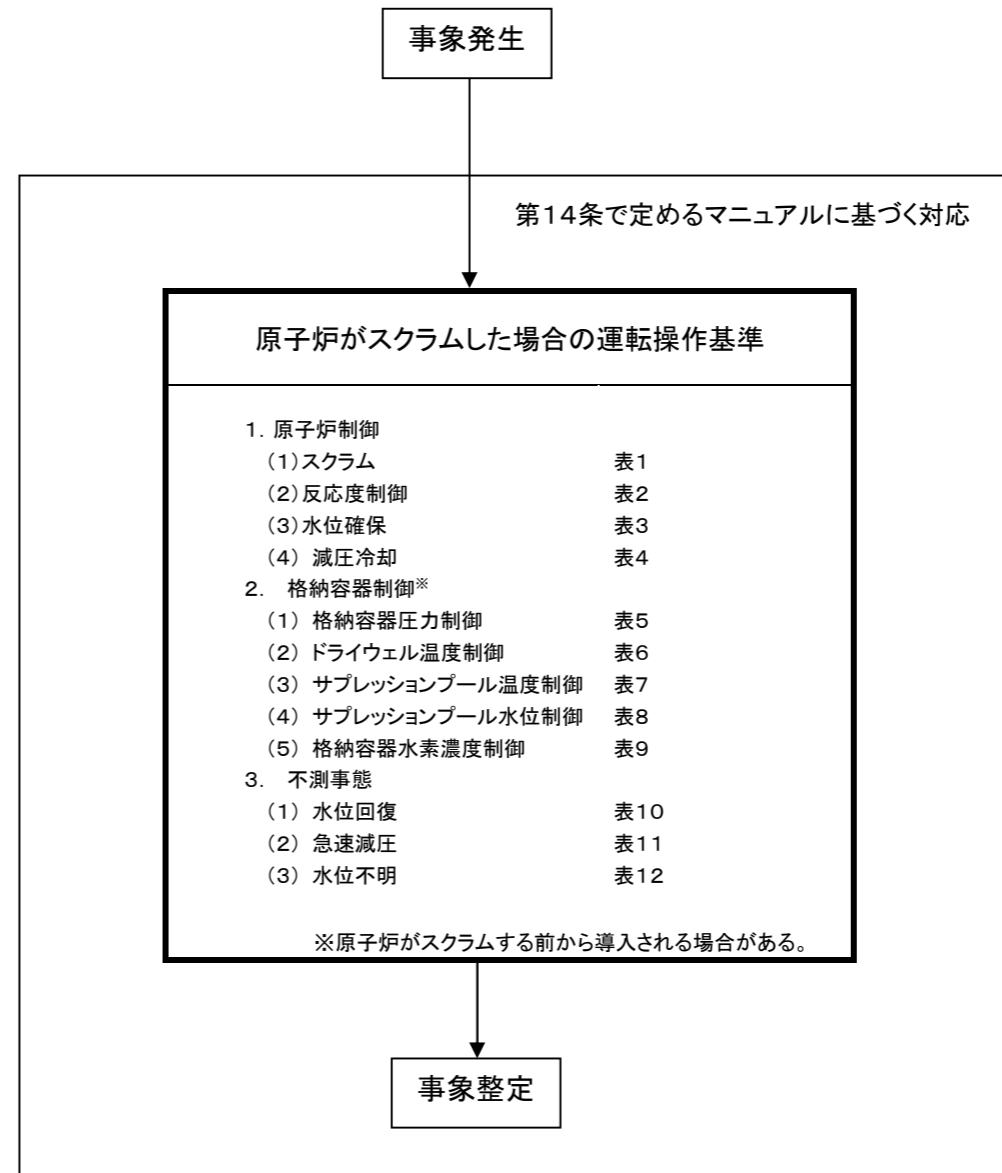 事象発生
第14条で定めるマニュアルに基づく対応
原子炉がスクラムした場合の運転操作基準
1. 原子炉制御
(1)スクラム 表1
(2)反応度制御 表2
(3)水位確保 表3
(4) 減圧冷却 表4
2. 格納容器制御※
(1) 格納容器圧力制御 表5
(2) ドライウェル温度制御 表6
(3) サプレッションプール温度制御 表7
(4) サプレッションプール水位制御 表8
(5) 格納容器水素濃度制御 表9
3. 不測事態
(1) 水位回復 表10
(2) 急速減圧 表11
(3) 水位不明 表12
※原子炉がスクラムする前から導入される場合がある。
事象整定